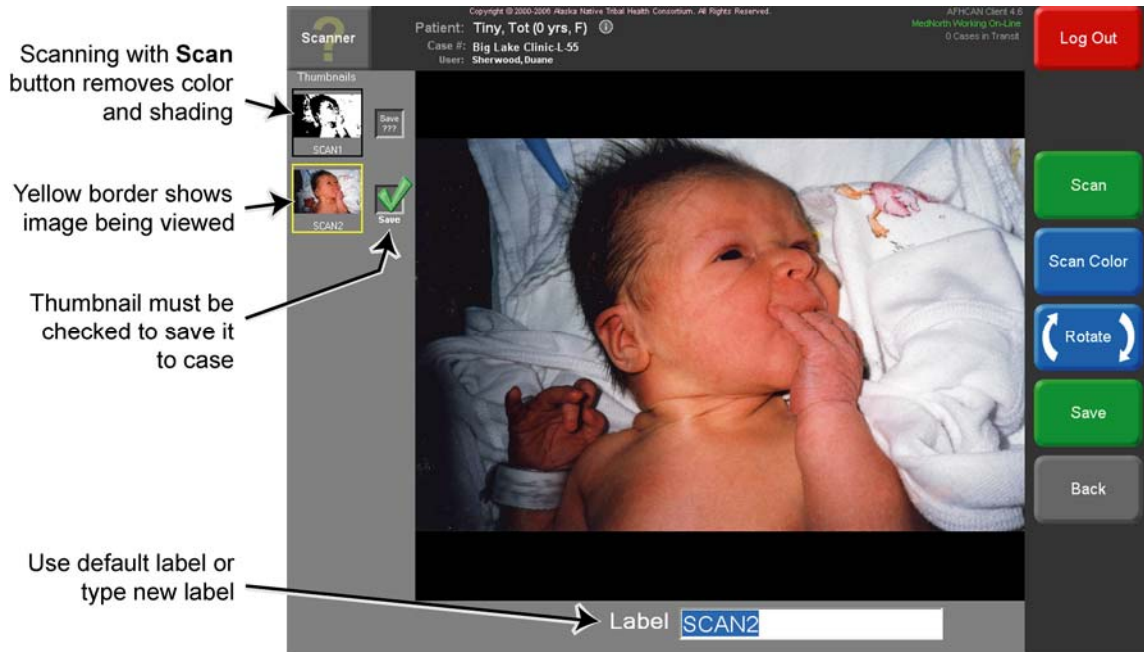 Copyright © 2000-2006 Alaska Native Tribal Health Consortium. All Rights Reserved.
AFHCAN Client 4.6
Scanner
Patient: Tiny, Tot (0 yrs, F)
MedNorth Working On-Line
0 Cases in Transit
Case #: Big Lake Clinic-L-55
User: Sherwood, Duane
Log Out
Scanning with Scan
button removes color
and shading
Thumbnails
Save
???
SCAN1
Yellow border shows
image being viewed
Save
SCAN2
Thumbnail must be
checked to save it
to case
Scan
Scan Color
Rotate
Save
Back
Use default label or
type new label
Label SCAN2